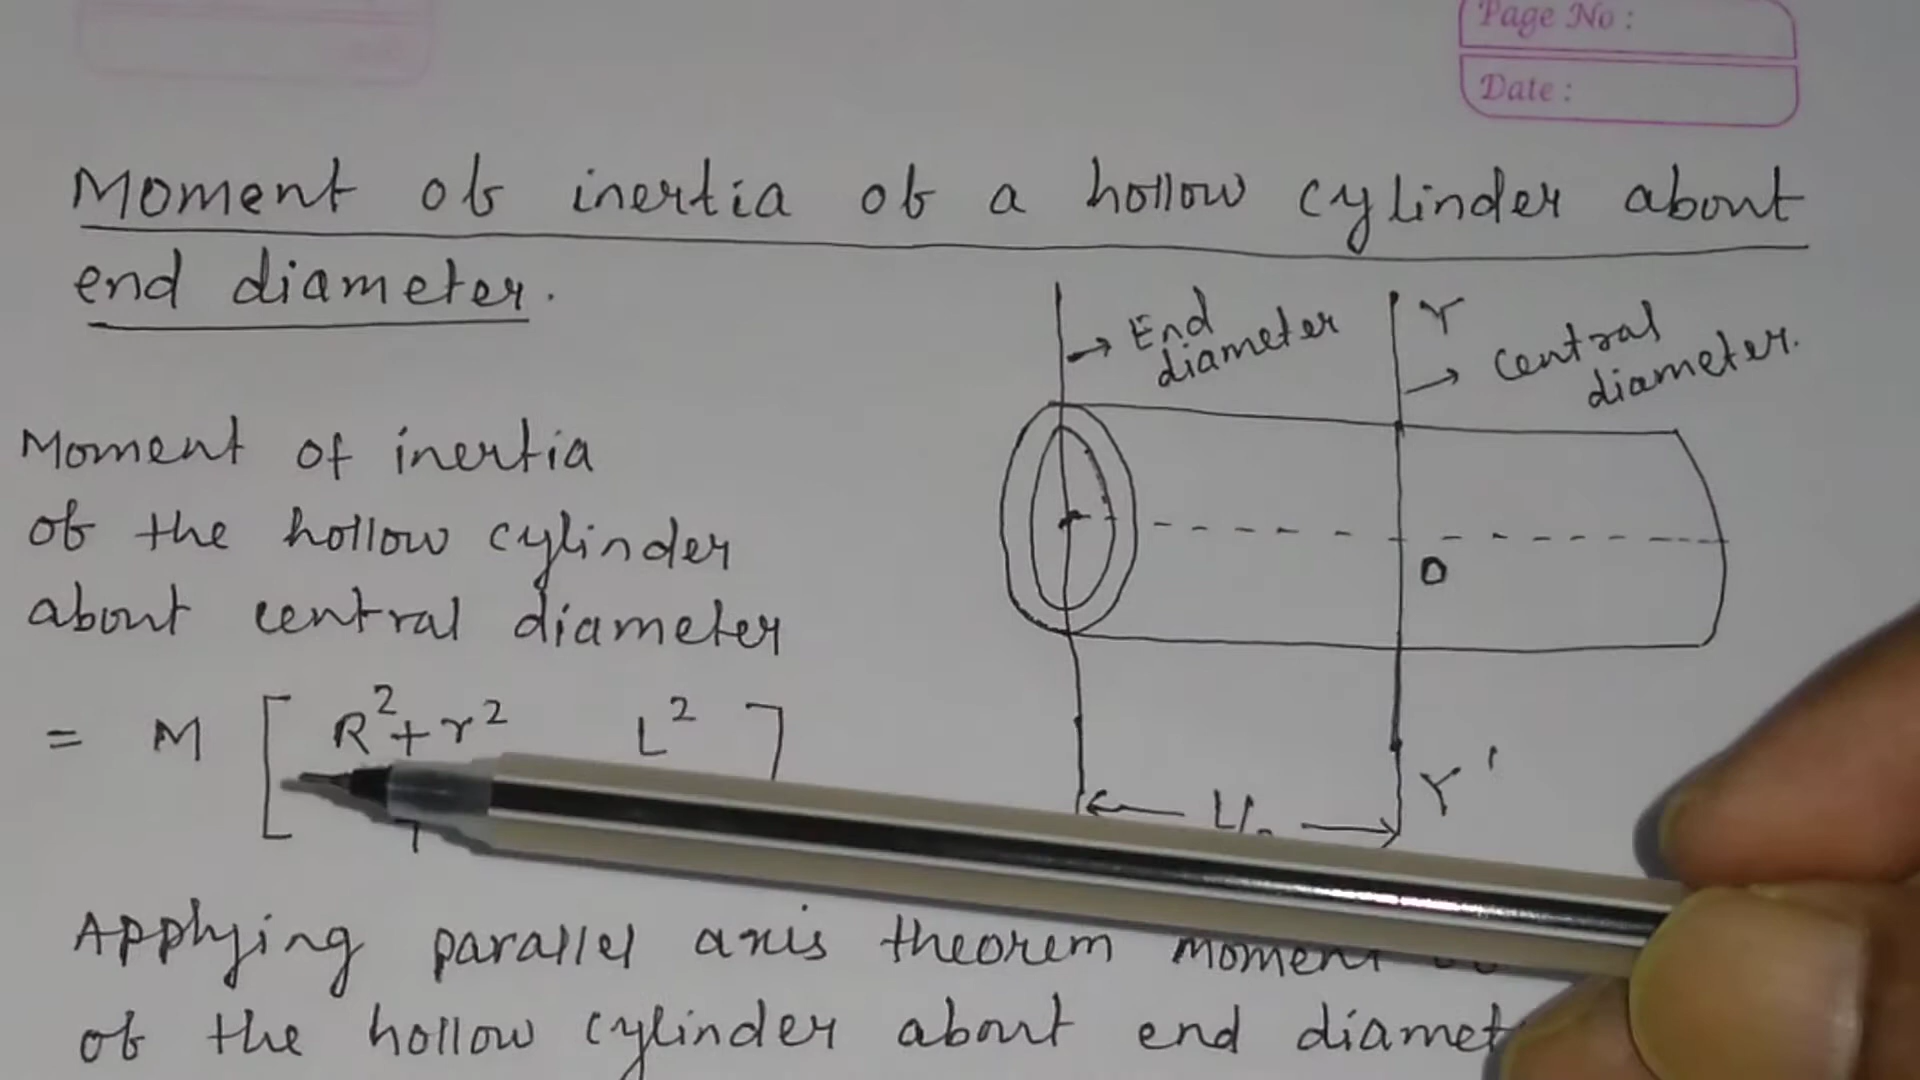 Page No :
Date :
Moment of inertia of a hollow cylinder about
end diameter.
End
diameter
Y
Central
diameter.
Moment of inertia
of the hollow cylinder
about central diameter
= M [ R²+r² L² ]
O
Y'
Applying parallel axis theorem moment
of the hollow cylinder about end